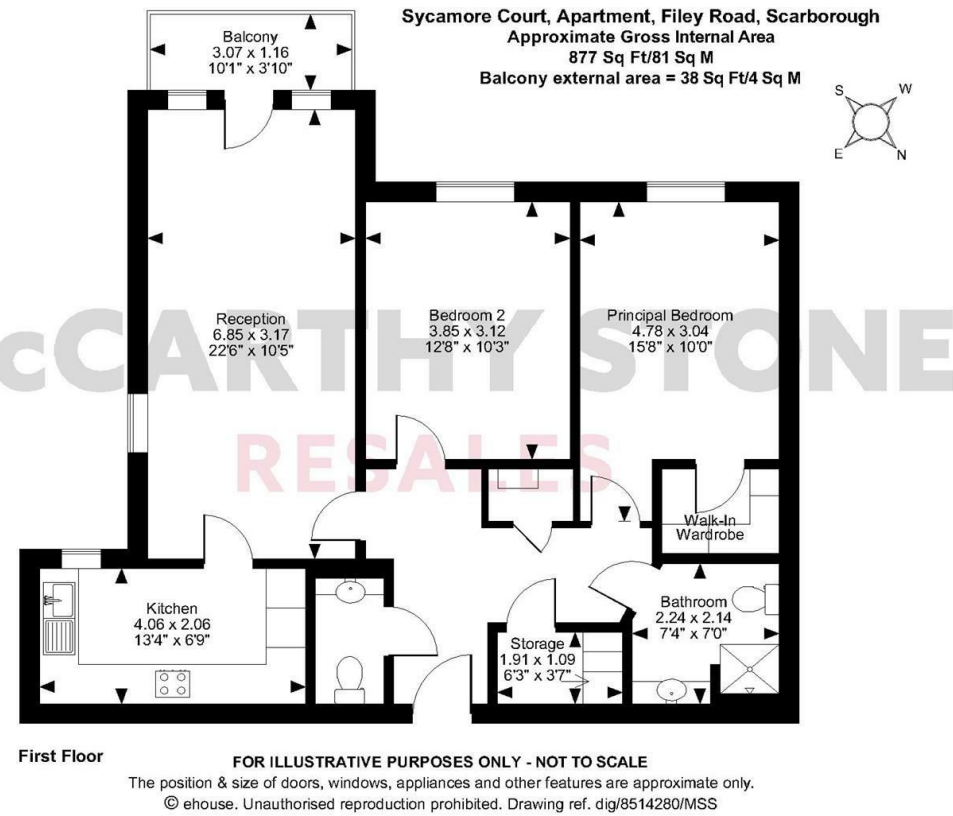 Sycamore Court, Apartment, Filey Road, Scarborough
Approximate Gross Internal Area
877 Sq Ft/81 Sq M
Balcony external area = 38 Sq Ft/4 Sq M
S
W
E
N
Balcony
3.07 x 1.16
10'1" x 3'10"
Reception
6.85 x 3.17
22'6" x 10'5"
Bedroom 2
3.85 x 3.12
12'8" x 10'3"
Principal Bedroom
4.78 x 3.04
15'8" x 10'0"
cCARTHY STONE
RESALES
Walk-In
Wardrobe
Kitchen
4.06 x 2.06
13'4" x 6'9"
Storage
1.91 x 1.09
6'3" x 3'7"
Bathroom
2.24 x 2.14
7'4" x 7'0"
First Floor
FOR ILLUSTRATIVE PURPOSES ONLY - NOT TO SCALE
The position & size of doors, windows, appliances and other features are approximate only.
© ehouse. Unauthorised reproduction prohibited. Drawing ref. dig/8514280/MSS